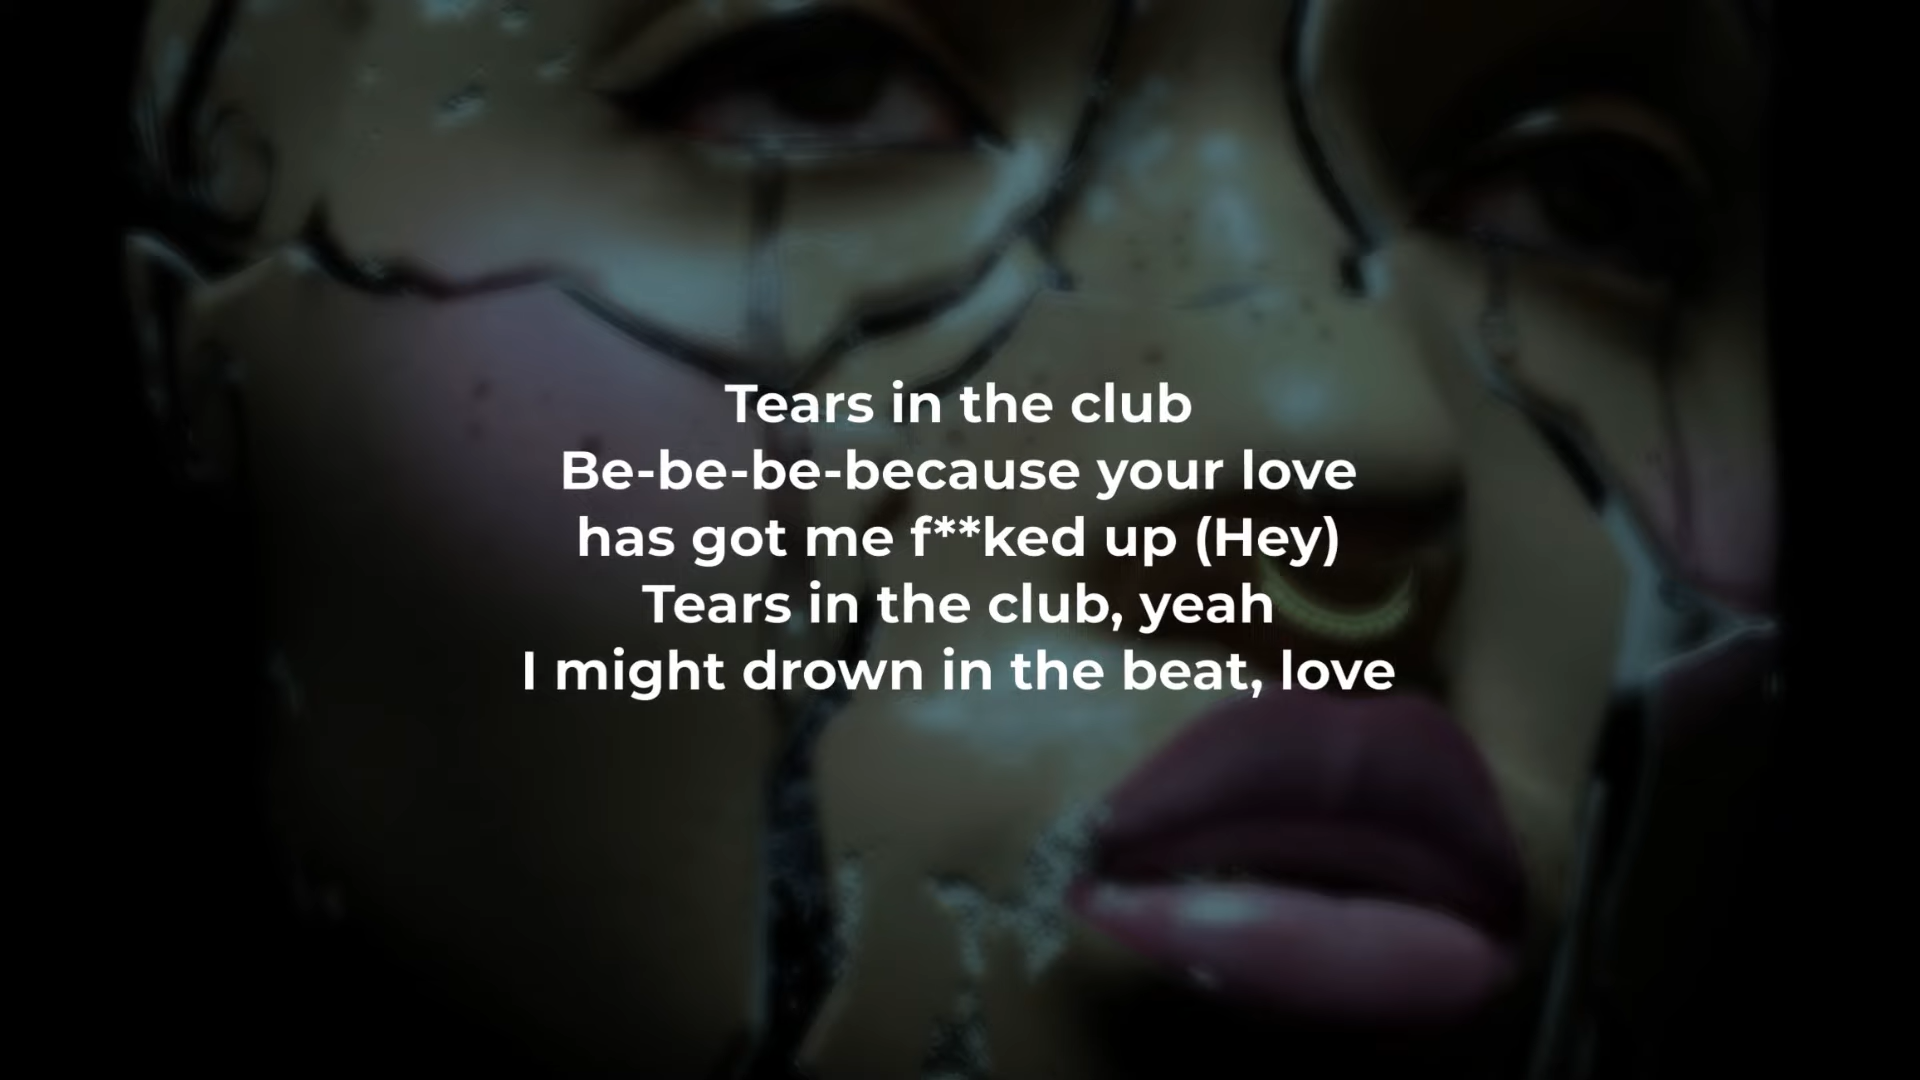 Tears in the club
Be-be-be-because your love
has got me f**ked up (Hey)
Tears in the club, yeah
I might drown in the beat, love